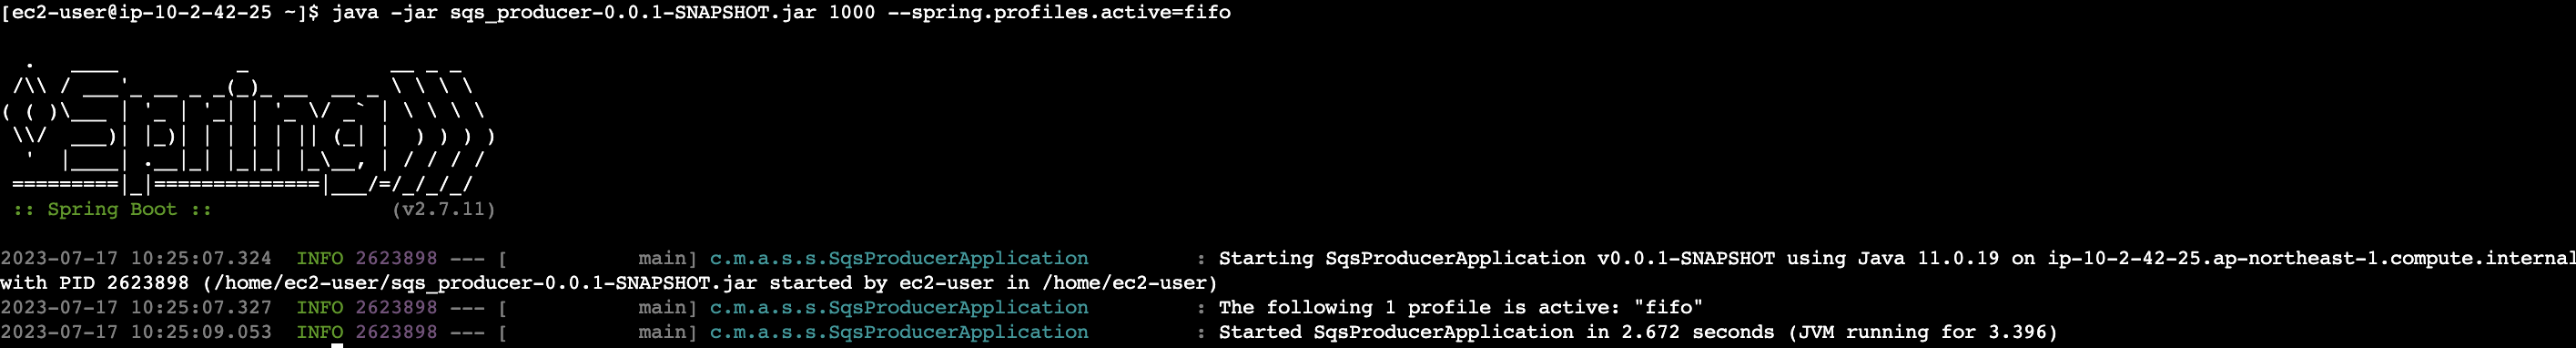 [ec2-user@ip-10-2-42-25 ~]$ java -jar sqs_producer-0.0.1-SNAPSHOT.jar 1000 --spring.profiles.active=fifo
  .   ____          _            __ _ _
 /\\ / ___'_ __ _ _(_)_ __  __ _ \ \ \ \
( ( )\___ | '_ | '_| | '_ \/ _` | \ \ \ \
 \\/  ___)| |_)| | | | | || (_| |  ) ) ) )
  '  |____| .__|_| |_|_| |_\__, | / / / /
 =========|_|==============|___/=/_/_/_/
 :: Spring Boot ::               (v2.7.11)
2023-07-17 10:25:07.324  INFO 2623898 --- [           main] c.m.a.s.s.SqsProducerApplication         : Starting SqsProducerApplication v0.0.1-SNAPSHOT using Java 11.0.19 on ip-10-2-42-25.ap-northeast-1.compute.internal
with PID 2623898 (/home/ec2-user/sqs_producer-0.0.1-SNAPSHOT.jar started by ec2-user in /home/ec2-user)
2023-07-17 10:25:07.327  INFO 2623898 --- [           main] c.m.a.s.s.SqsProducerApplication         : The following 1 profile is active: "fifo"
2023-07-17 10:25:09.053  INFO 2623898 --- [           main] c.m.a.s.s.SqsProducerApplication         : Started SqsProducerApplication in 2.672 seconds (JVM running for 3.396)